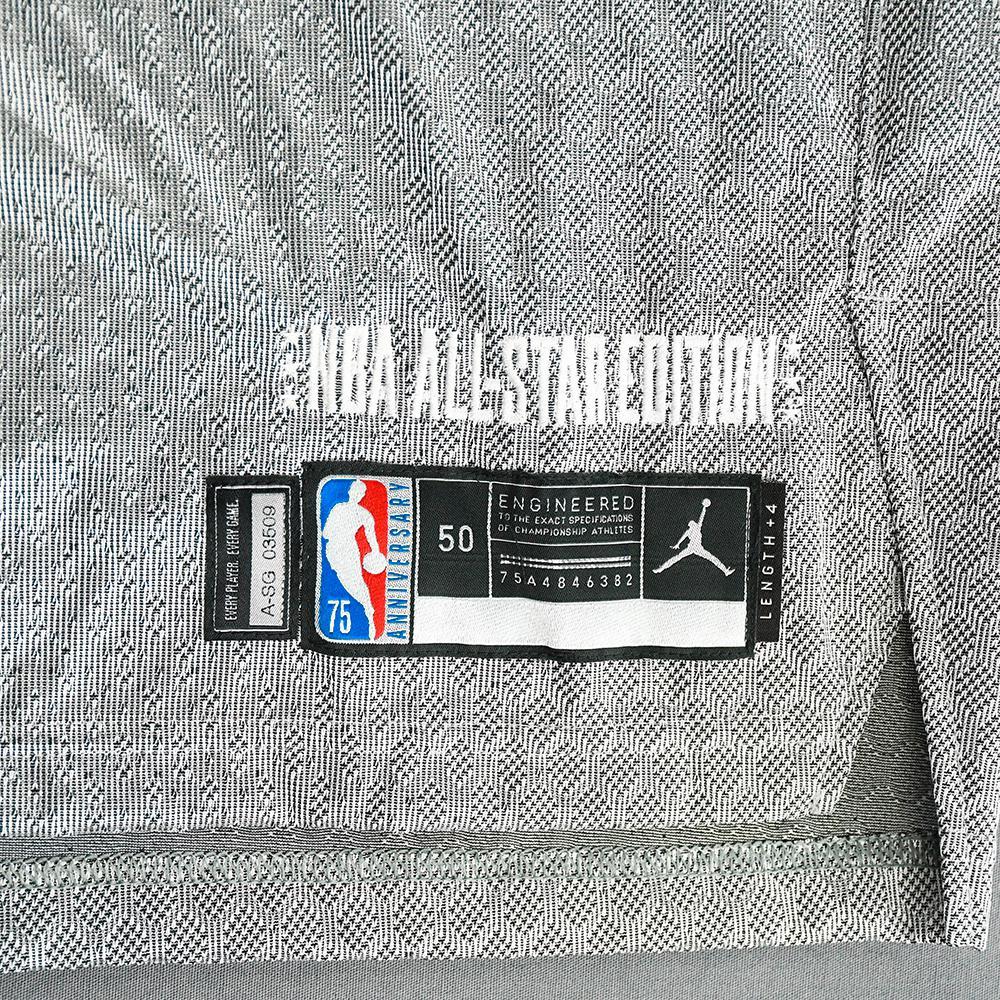 NBA ALL-STAR EDITION
EVERY PLAYER. EVERY GAME.
A-SG 03509
75
ANNIVERSARY
50
ENGINEERED
TO THE EXACT SPECIFICATIONS
OF CHAMPIONSHIP ATHLETES
75A4846382
LENGTH +4